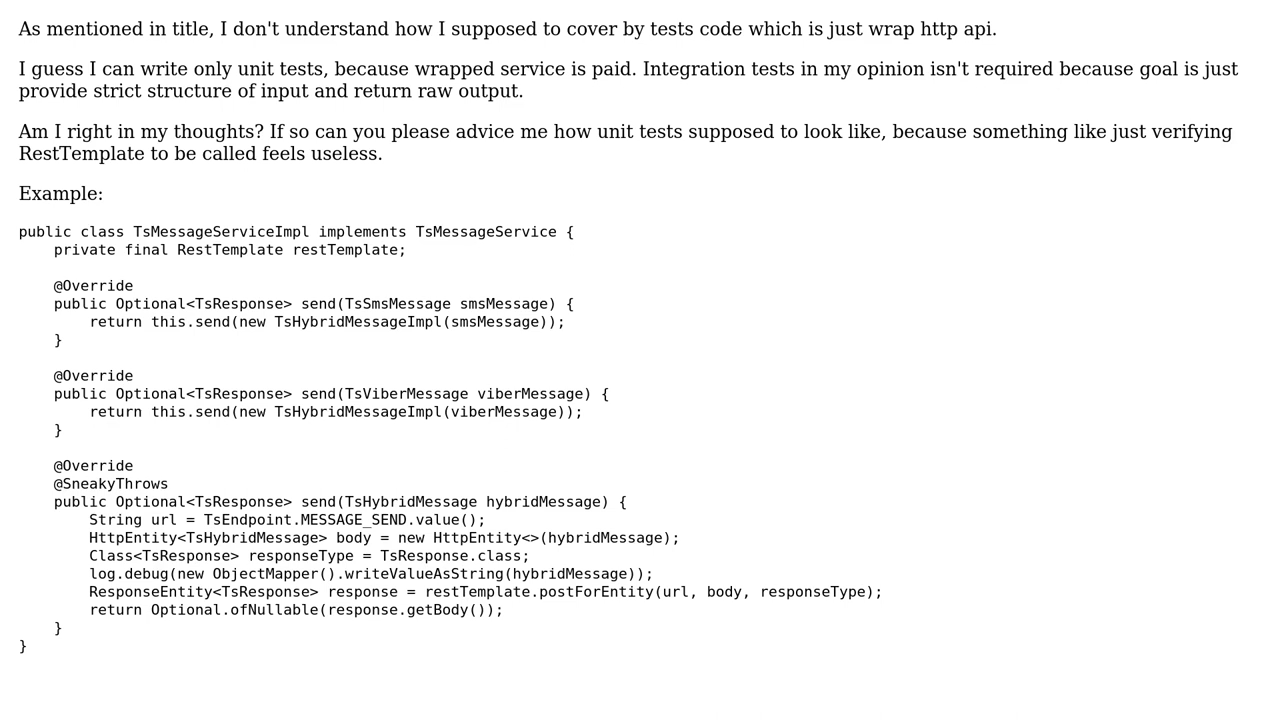 As mentioned in title, I don't understand how I supposed to cover by tests code which is just wrap http api.
I guess I can write only unit tests, because wrapped service is paid. Integration tests in my opinion isn't required because goal is just
provide strict structure of input and return raw output.
Am I right in my thoughts? If so can you please advice me how unit tests supposed to look like, because something like just verifying
RestTemplate to be called feels useless.
Example:
public class TsMessageServiceImpl implements TsMessageService {
    private final RestTemplate restTemplate;

    @Override
    public Optional<TsResponse> send(TsSmsMessage smsMessage) {
        return this.send(new TsHybridMessageImpl(smsMessage));
    }

    @Override
    public Optional<TsResponse> send(TsViberMessage viberMessage) {
        return this.send(new TsHybridMessageImpl(viberMessage));
    }

    @Override
    @SneakyThrows
    public Optional<TsResponse> send(TsHybridMessage hybridMessage) {
        String url = TsEndpoint.MESSAGE_SEND.value();
        HttpEntity<TsHybridMessage> body = new HttpEntity<>(hybridMessage);
        Class<TsResponse> responseType = TsResponse.class;
        log.debug(new ObjectMapper().writeValueAsString(hybridMessage));
        ResponseEntity<TsResponse> response = restTemplate.postForEntity(url, body, responseType);
        return Optional.ofNullable(response.getBody());
    }
}